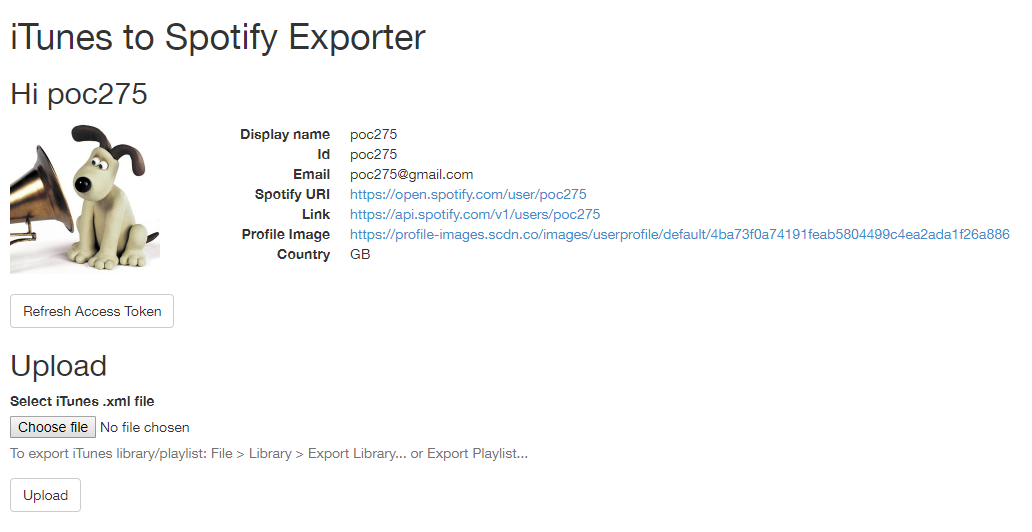 iTunes to Spotify Exporter
Hi poc275
Display name poc275
Id poc275
Email poc275@gmail.com
Spotify URI https://open.spotify.com/user/poc275
Link https://api.spotify.com/v1/users/poc275
Profile Image https://profile-images.scdn.co/images/userprofile/default/4ba73f0a74191feab5804499c4ea2ada1f26a886
Country GB
Refresh Access Token
Upload
Select iTunes .xml file
Choose file No file chosen
To export iTunes library/playlist: File > Library > Export Library... or Export Playlist...
Upload